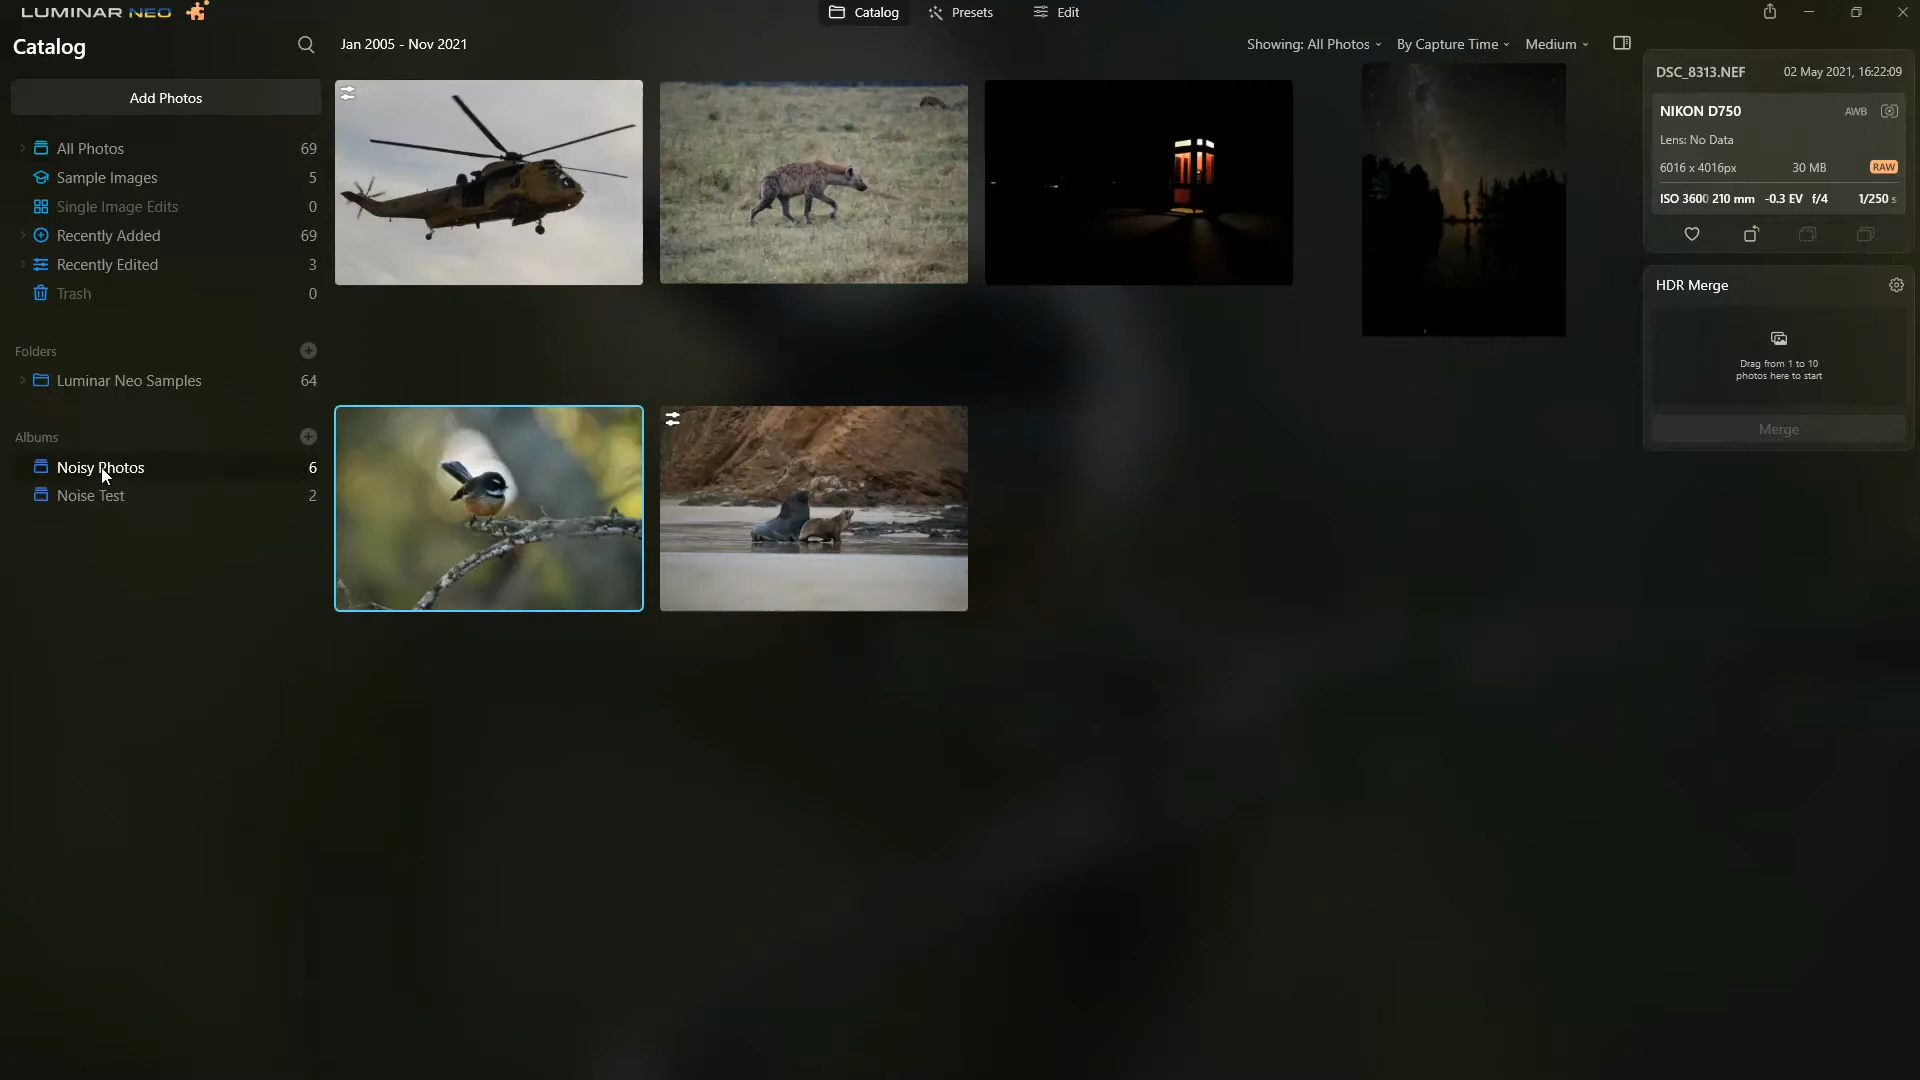 LUMINAR NEO
Catalog
Presets
Edit
Catalog
Jan 2005 - Nov 2021
Showing: All Photos
By Capture Time
Medium
Add Photos
All Photos 69
Sample Images 5
Single Image Edits 0
Recently Added 69
Recently Edited 3
Trash 0
Folders
Luminar Neo Samples 64
Albums
Noisy Photos 6
Noise Test 2
DSC_8313.NEF 02 May 2021, 16:22:09
NIKON D750 AWB
Lens: No Data
6016 x 4016px 30 MB RAW
ISO 3600 210 mm -0.3 EV f/4 1/250 s
HDR Merge
Drag from 1 to 10
photos here to start
Merge